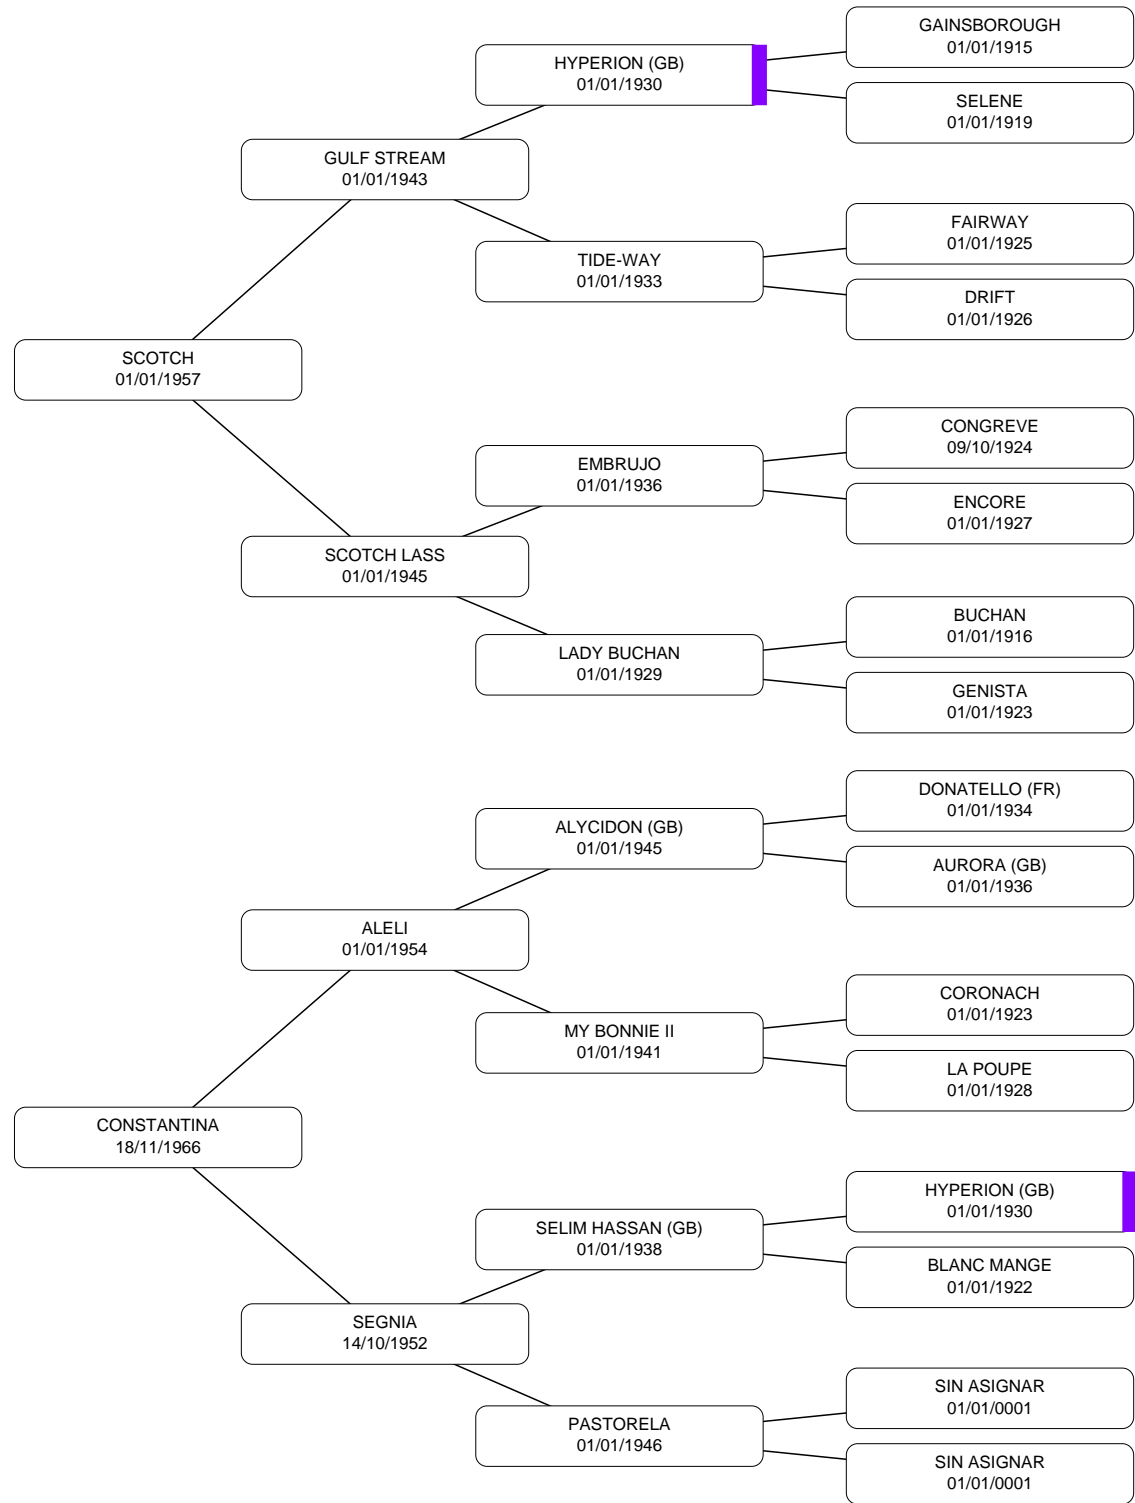 GAINSBOROUGH
01/01/1915
HYPERION (GB)
01/01/1930
SELENE
01/01/1919
GULF STREAM
01/01/1943
FAIRWAY
01/01/1925
TIDE-WAY
01/01/1933
DRIFT
01/01/1926
SCOTCH
01/01/1957
CONGREVE
09/10/1924
EMBRUJO
01/01/1936
ENCORE
01/01/1927
SCOTCH LASS
01/01/1945
BUCHAN
01/01/1916
LADY BUCHAN
01/01/1929
GENISTA
01/01/1923
DONATELLO (FR)
01/01/1934
ALYCIDON (GB)
01/01/1945
AURORA (GB)
01/01/1936
ALELI
01/01/1954
CORONACH
01/01/1923
MY BONNIE II
01/01/1941
LA POUPE
01/01/1928
CONSTANTINA
18/11/1966
HYPERION (GB)
01/01/1930
SELIM HASSAN (GB)
01/01/1938
BLANC MANGE
01/01/1922
SEGNIA
14/10/1952
SIN ASIGNAR
01/01/0001
PASTORELA
01/01/1946
SIN ASIGNAR
01/01/0001